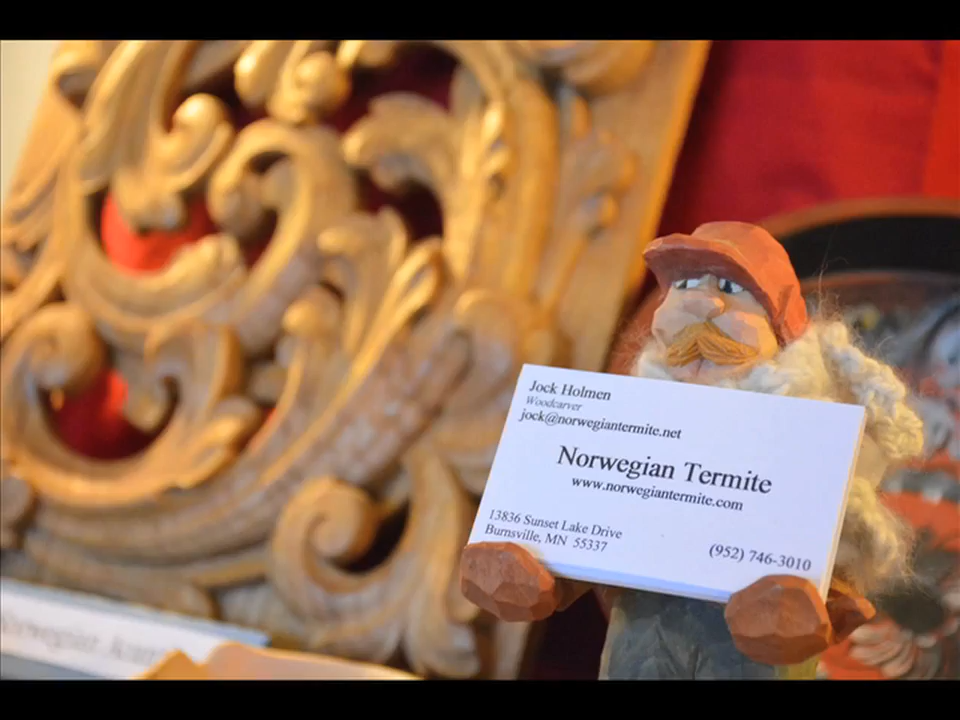 Jock Holmen
Woodcarver
jock@norwegiantermite.net
Norwegian Termite
www.norwegiantermite.com
13836 Sunset Lake Drive
Burnsville, MN 55337
(952) 746-3010